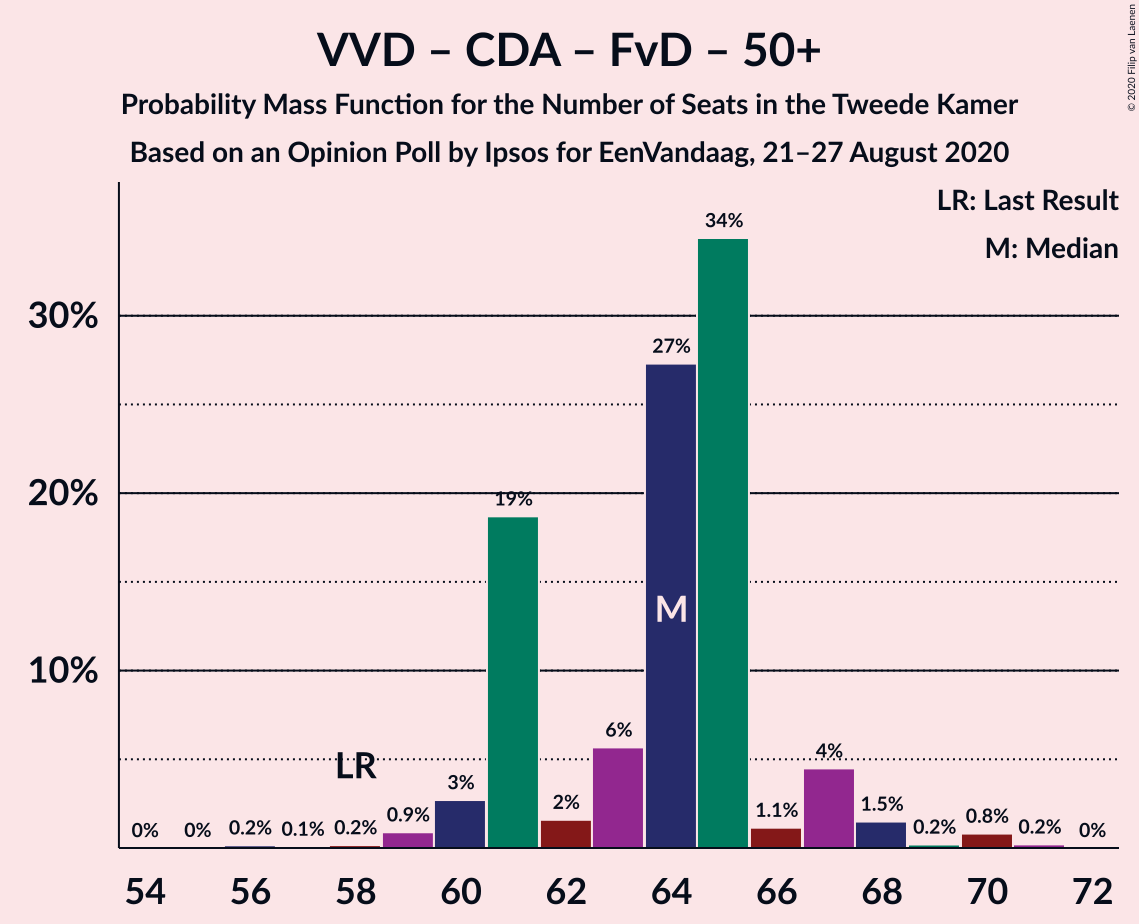 VVD – CDA – FvD – 50+
Probability Mass Function for the Number of Seats in the Tweede Kamer
Based on an Opinion Poll by Ipsos for EenVandaag, 21–27 August 2020
© 2020 Filip van Laenen
LR: Last Result
M: Median
34%
30%
27%
20%
19%
M
10%
6%
LR
4%
3%
0%
0%
0.2%
0.1%
0.2%
0.9%
2%
1.1%
1.5%
0.2%
0.8%
0.2%
0%
54 56 58 60 62 64 66 68 70 72